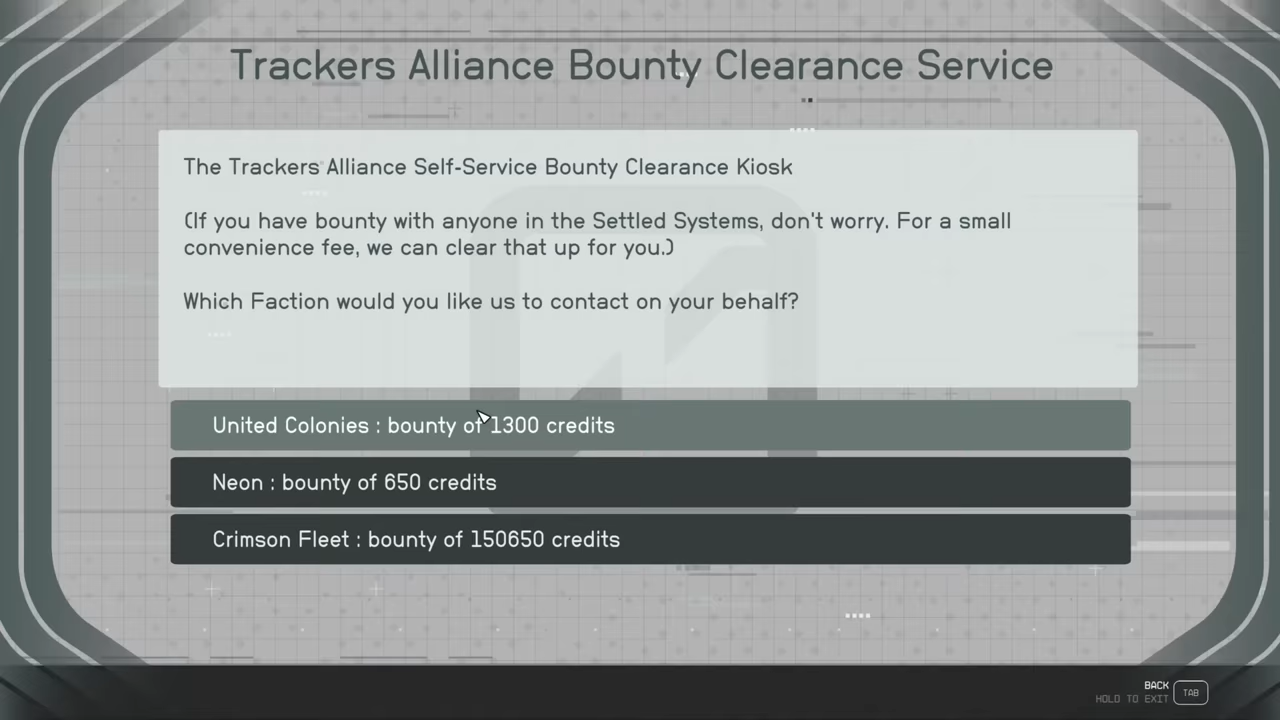 Trackers Alliance Bounty Clearance Service
The Trackers Alliance Self-Service Bounty Clearance Kiosk
(If you have bounty with anyone in the Settled Systems, don't worry. For a small
convenience fee, we can clear that up for you.)
Which Faction would you like us to contact on your behalf?
United Colonies : bounty of 1300 credits
Neon : bounty of 650 credits
Crimson Fleet : bounty of 150650 credits
BACK
HOLD TO EXIT TAB